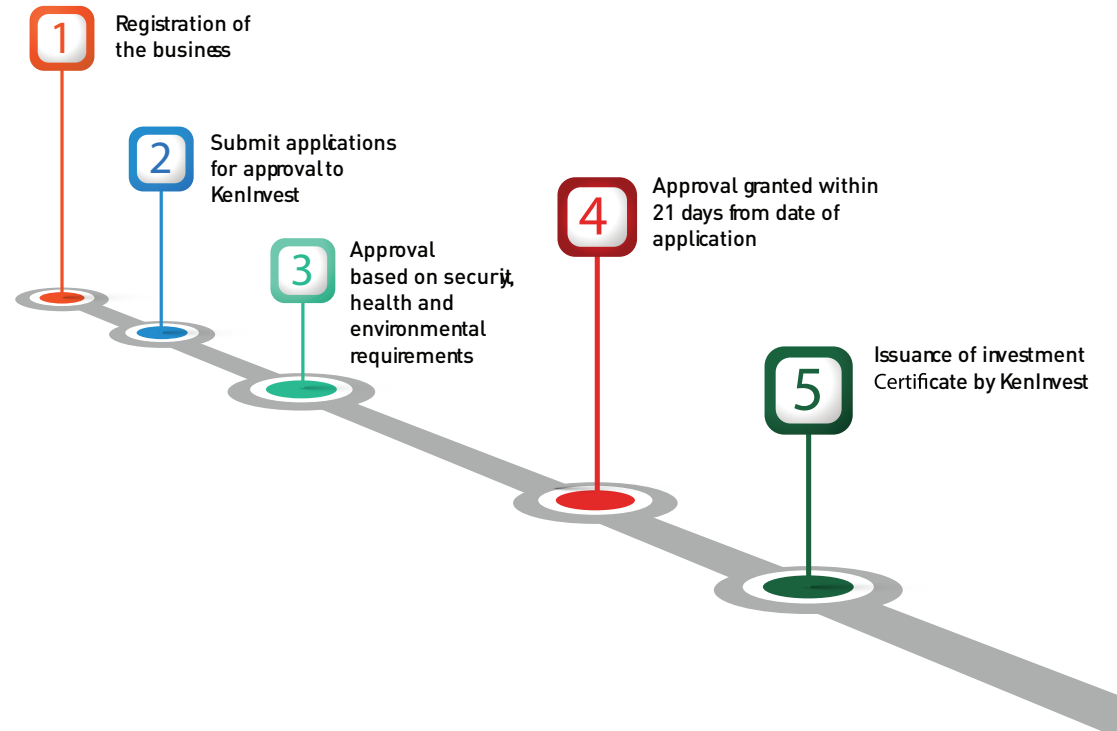 1
Registration of
the business
2
Submit applications
for approval to
KenInvest
3
Approval
based on security,
health and
environmental
requirements
4
Approval granted within
21 days from date of
application
5
Issuance of investment
Certificate by KenInvest